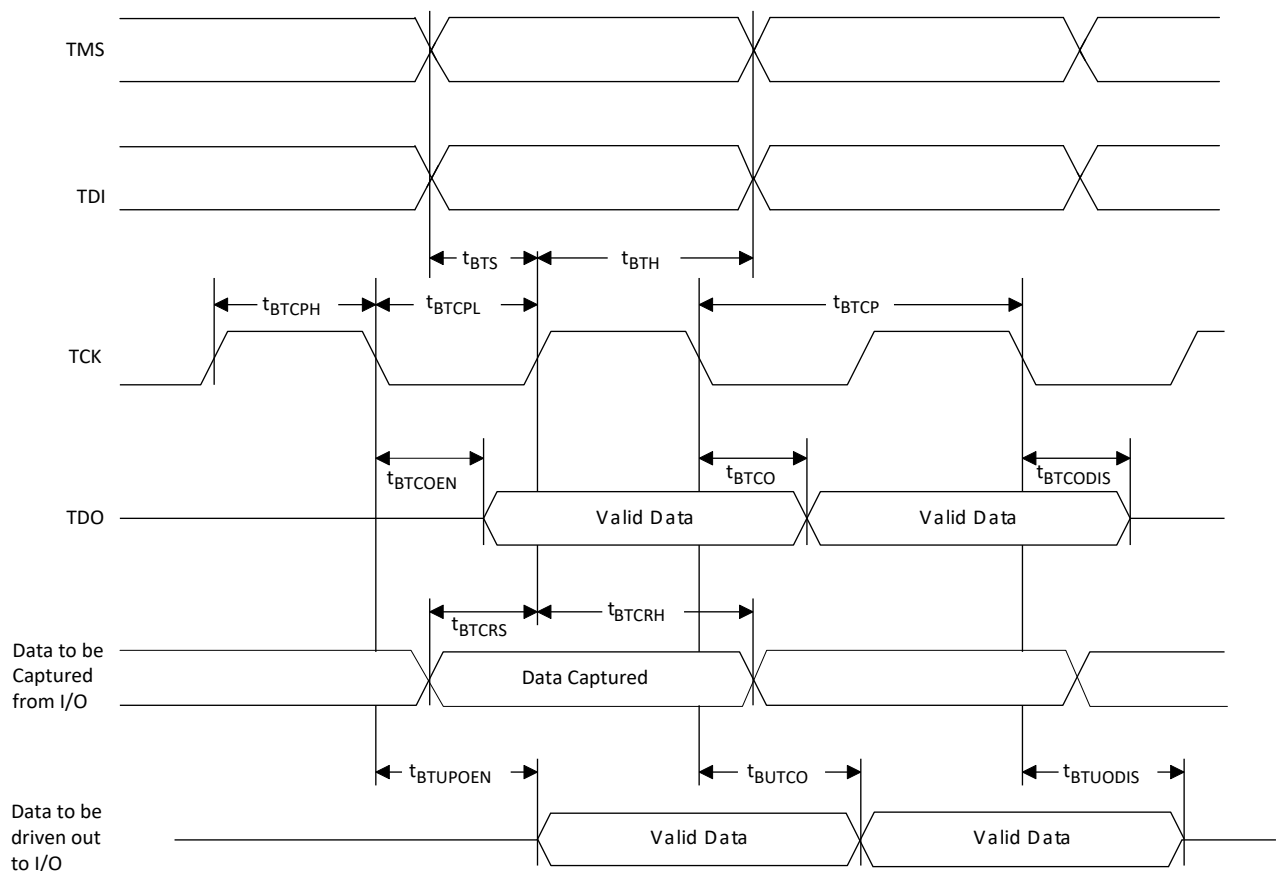 TMS
TDI
tBTS
tBTH
tBTCPH
tBTCPL
tBTCP
TCK
tBTCOEN
tBTCO
tBTCODIS
TDO
Valid Data
Valid Data
tBTCRS
tBTCRH
Data to be
Captured
from I/O
Data Captured
tBTUPOEN
tBUTCO
tBTUODIS
Data to be
driven out
to I/O
Valid Data
Valid Data